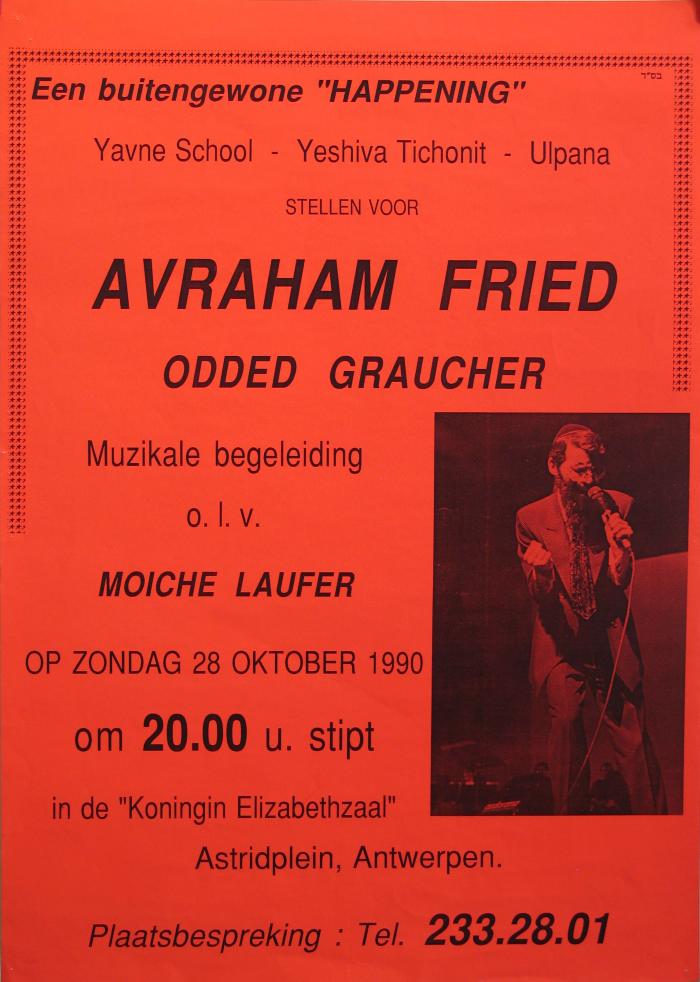 בס"ד
Een buitengewone "HAPPENING"
Yavne School - Yeshiva Tichonit - Ulpana
STELLEN VOOR
AVRAHAM FRIED
ODDED GRAUCHER
Muzikale begeleiding
o. l. v.
MOICHE LAUFER
OP ZONDAG 28 OKTOBER 1990
om 20.00 u. stipt
in de "Koningin Elizabethzaal"
Astridplein, Antwerpen.
Plaatsbespreking : Tel. 233.28.01